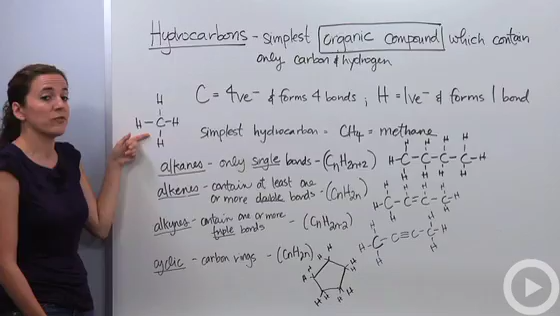 Hydrocarbons - simplest organic compound which contain
only carbon & hydrogen
C = 4ve⁻ & forms 4 bonds ; H = 1ve⁻ & forms 1 bond
H
H-C-H
H
simplest hydrocarbon = CH4 = methane
alkanes - only single bonds - (CnH2n+2)
H H H H
H-C-C-C-C-H
H H H H
alkenes - contain at least one
or more double bonds - (CnH2n)
alkynes - contain one or more
triple bonds - (CnH2n-2)
cyclic - carbon rings - (CnH2n)